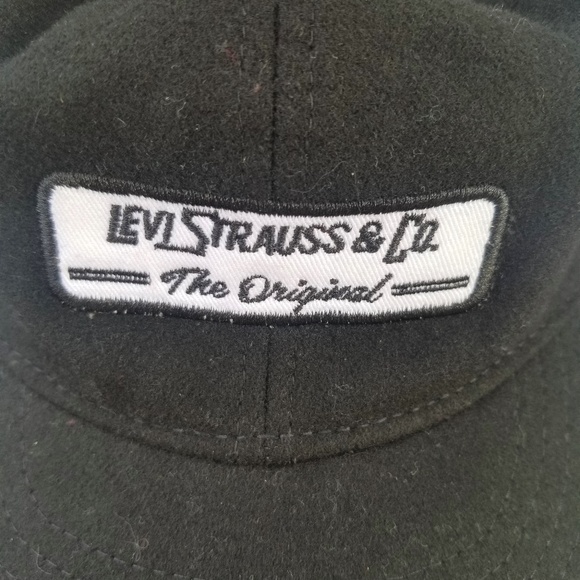 LEVI STRAUSS & CO.
The Original